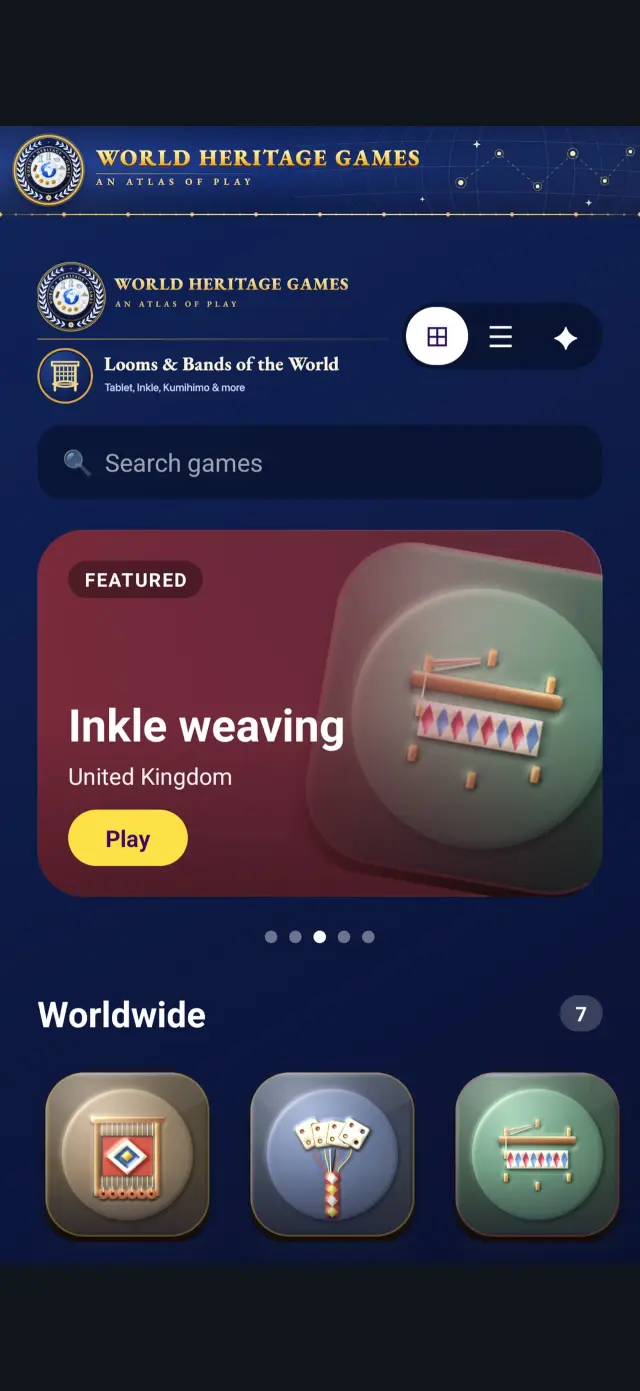 WORLD HERITAGE GAMES
AN ATLAS OF PLAY
WORLD HERITAGE GAMES
AN ATLAS OF PLAY
Looms & Bands of the World
Tablet, Inkle, Kumihimo & more
Search games
FEATURED
Inkle weaving
United Kingdom
Play
Worldwide
7